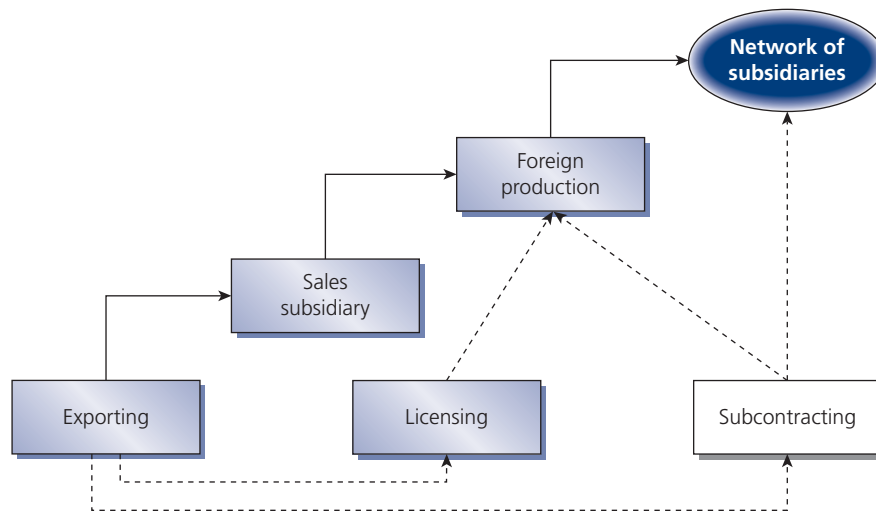 Network of
subsidiaries
Foreign
production
Sales
subsidiary
Exporting
Licensing
Subcontracting